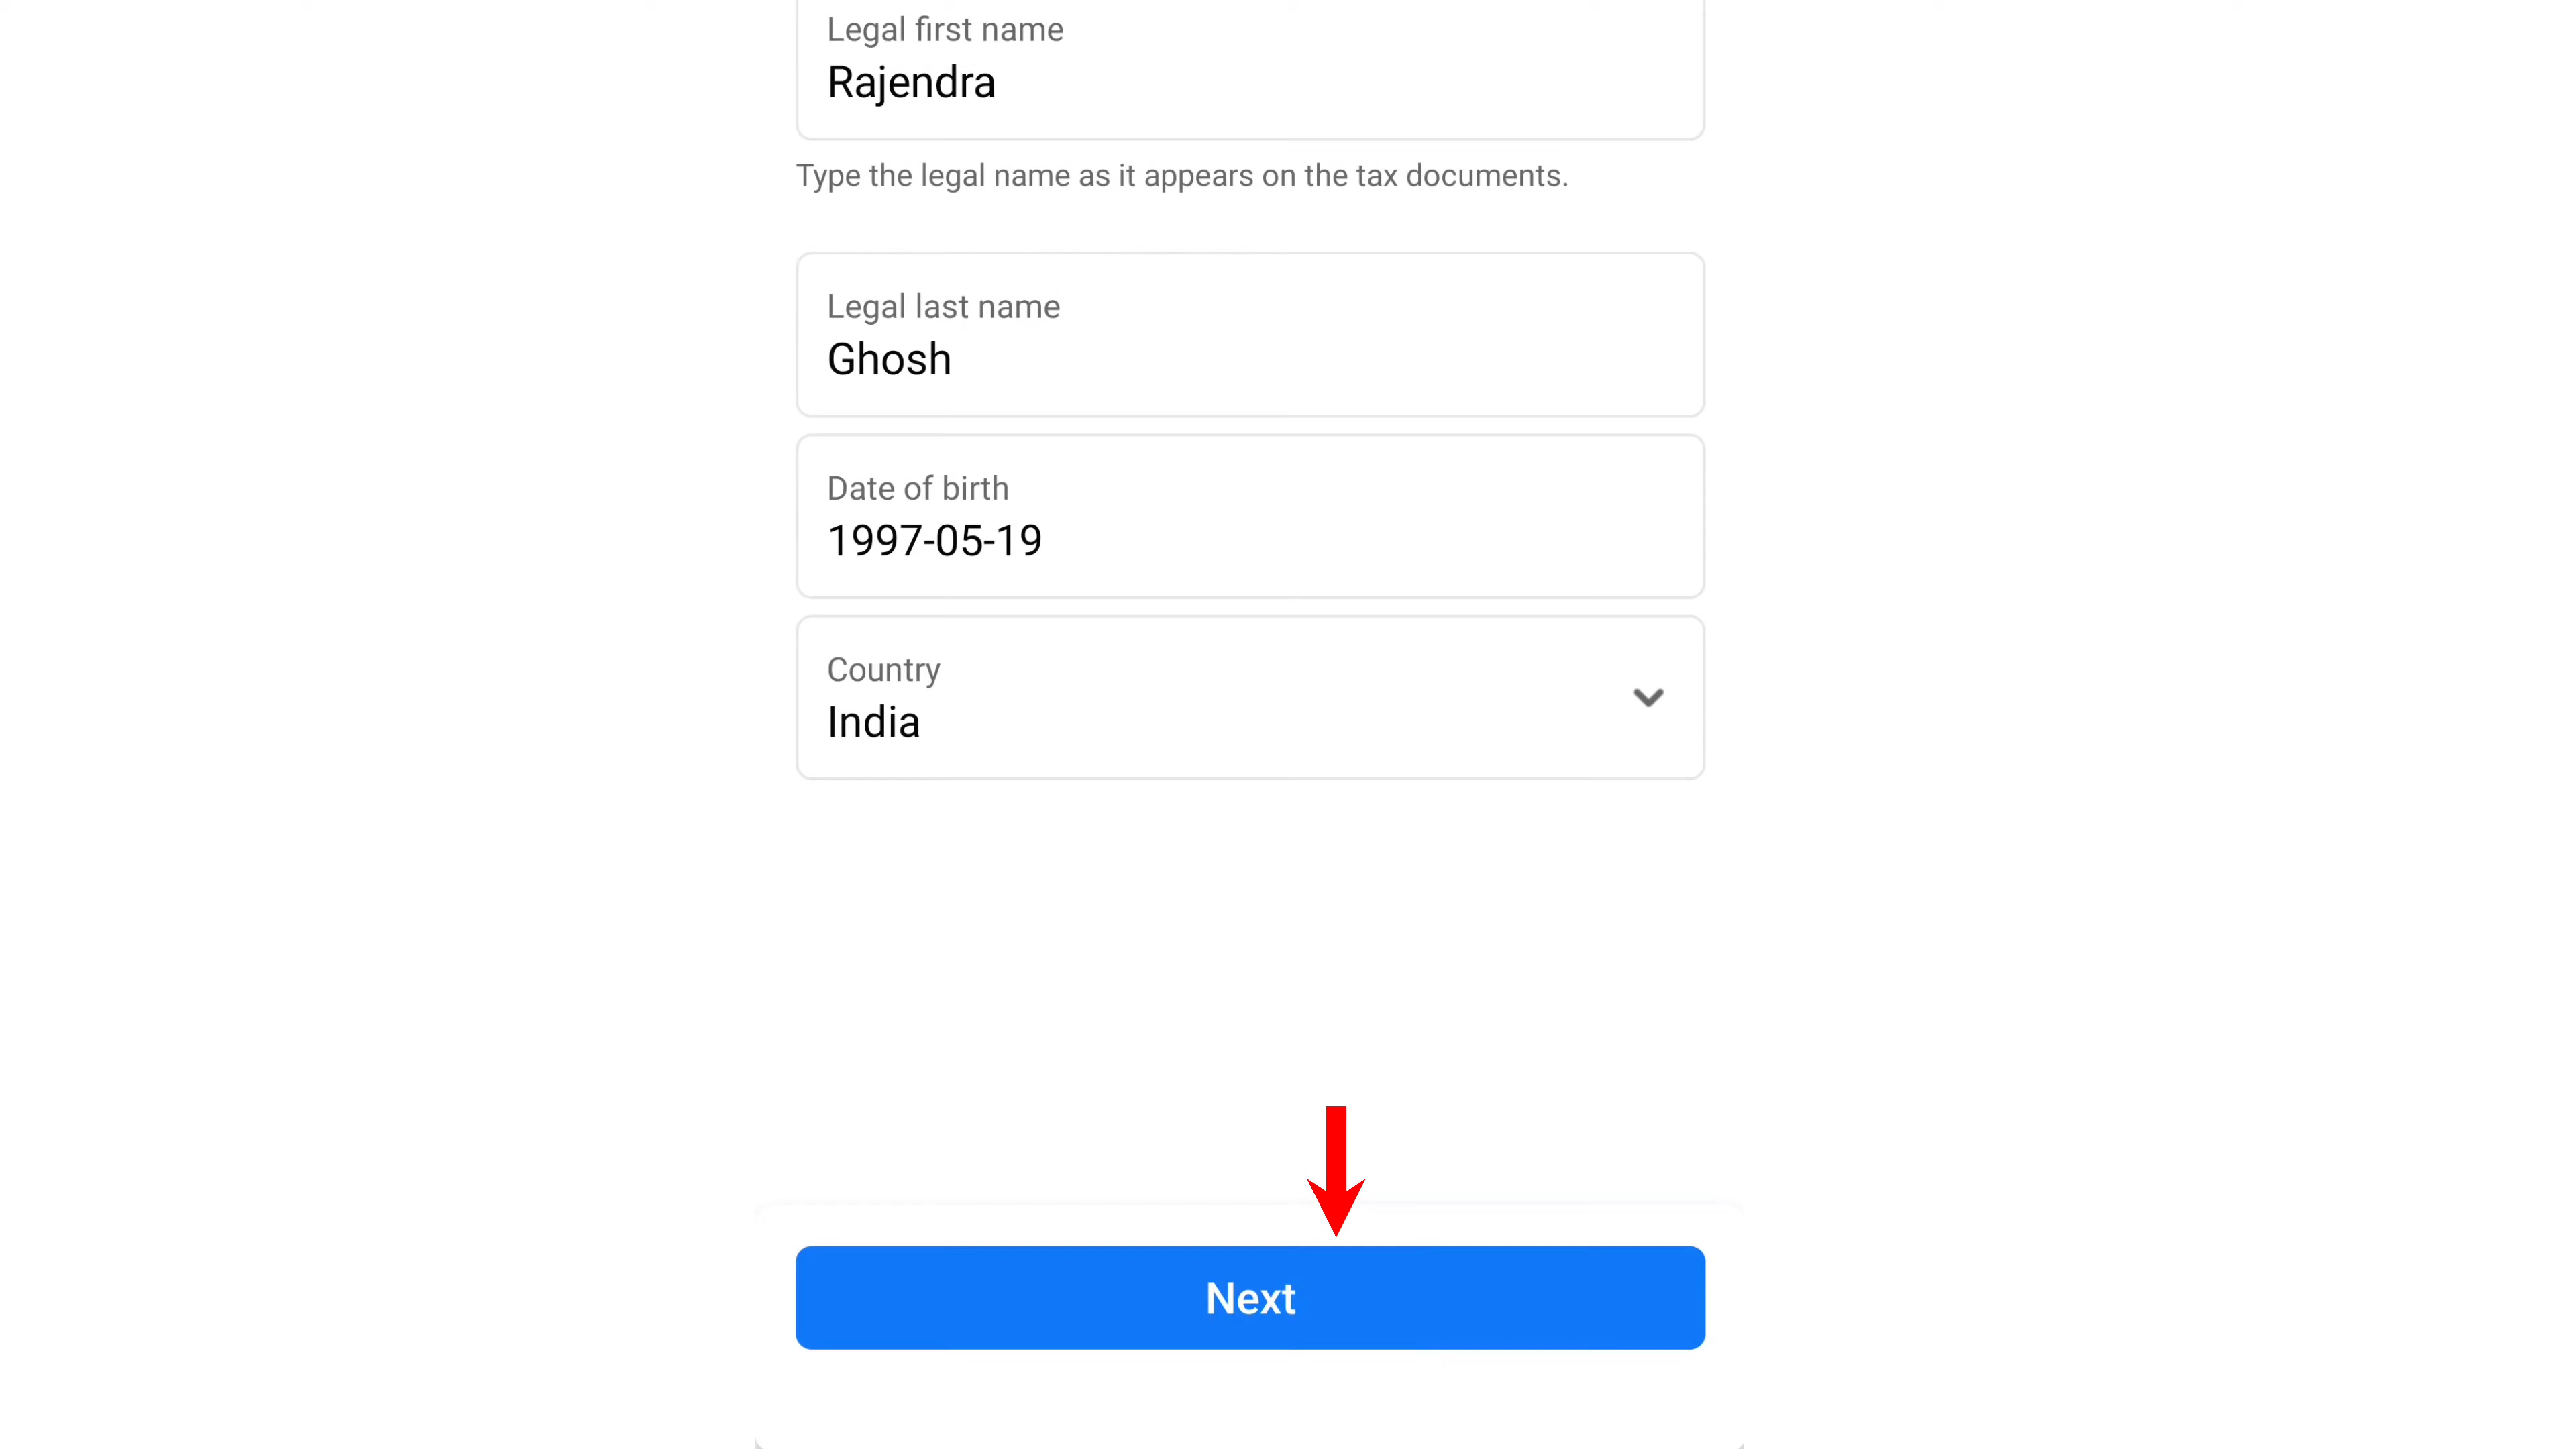 Legal first name
Rajendra
Type the legal name as it appears on the tax documents.
Legal last name
Ghosh
Date of birth
1997-05-19
Country
India
Next